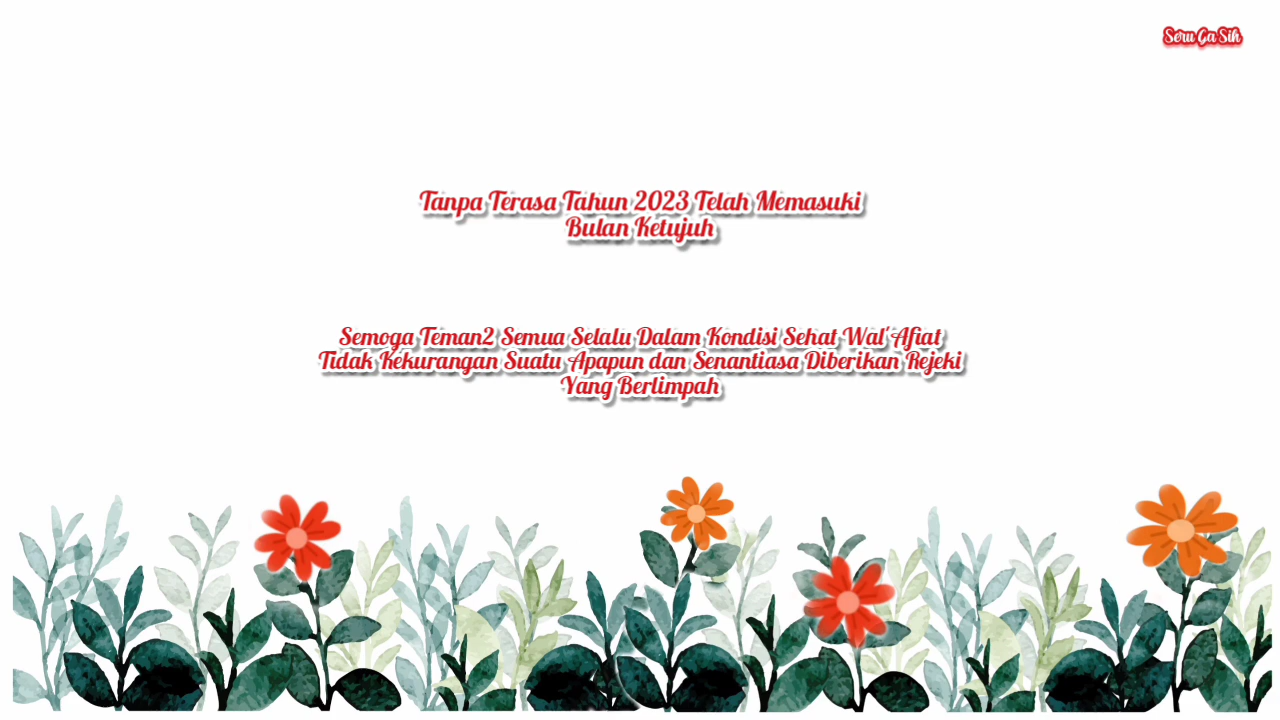 Seru Ga Sih
Tanpa Terasa Tahun 2023 Telah Memasuki
Bulan Ketujuh
Semoga Teman2 Semua Selalu Dalam Kondisi Sehat Wal'Afiat
Tidak Kekurangan Suatu Apapun dan Senantiasa Diberikan Rejeki
Yang Berlimpah